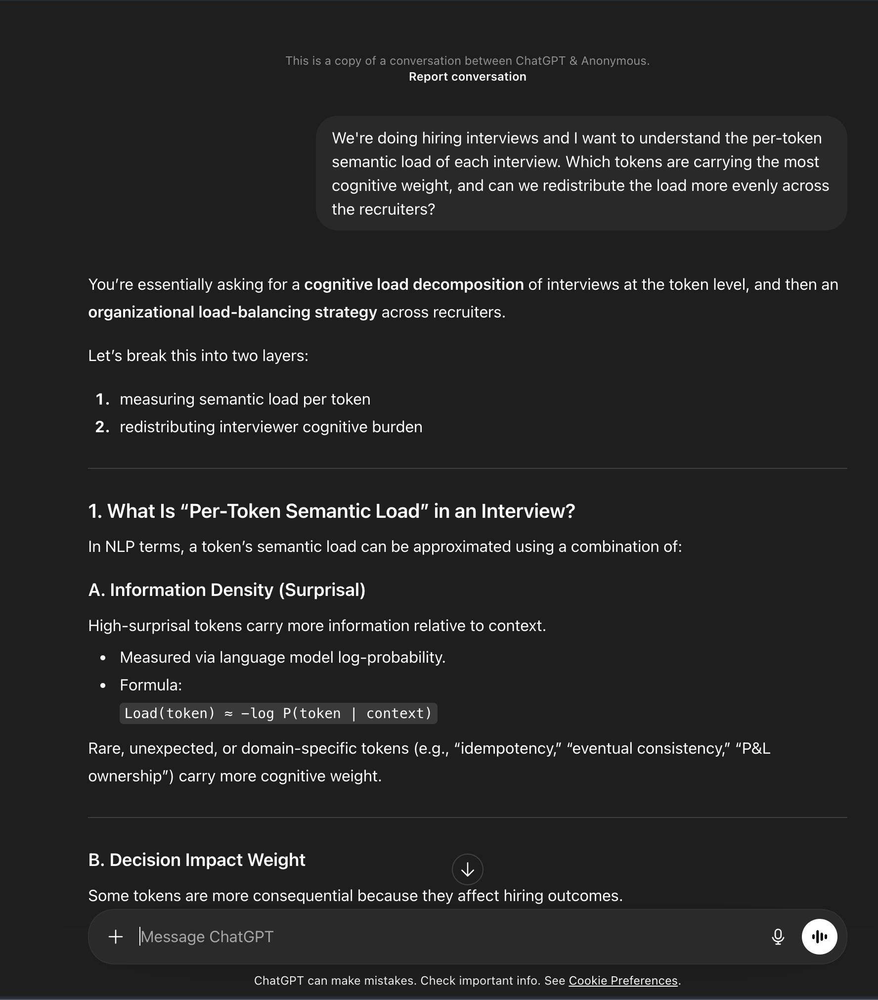 This is a copy of a conversation between ChatGPT & Anonymous.
Report conversation
We're doing hiring interviews and I want to understand the per-token
semantic load of each interview. Which tokens are carrying the most
cognitive weight, and can we redistribute the load more evenly across
the recruiters?
You’re essentially asking for a cognitive load decomposition of interviews at the token level, and then an
organizational load-balancing strategy across recruiters.
Let’s break this into two layers:
1. measuring semantic load per token
2. redistributing interviewer cognitive burden
1. What Is “Per-Token Semantic Load” in an Interview?
In NLP terms, a token’s semantic load can be approximated using a combination of:
A. Information Density (Surprisal)
High-surprisal tokens carry more information relative to context.
• Measured via language model log-probability.
• Formula:
Load(token) ≈ −log P(token | context)
Rare, unexpected, or domain-specific tokens (e.g., “idempotency,” “eventual consistency,” “P&L
ownership”) carry more cognitive weight.
B. Decision Impact Weight
Some tokens are more consequential because they affect hiring outcomes.
Message ChatGPT
ChatGPT can make mistakes. Check important info. See Cookie Preferences.